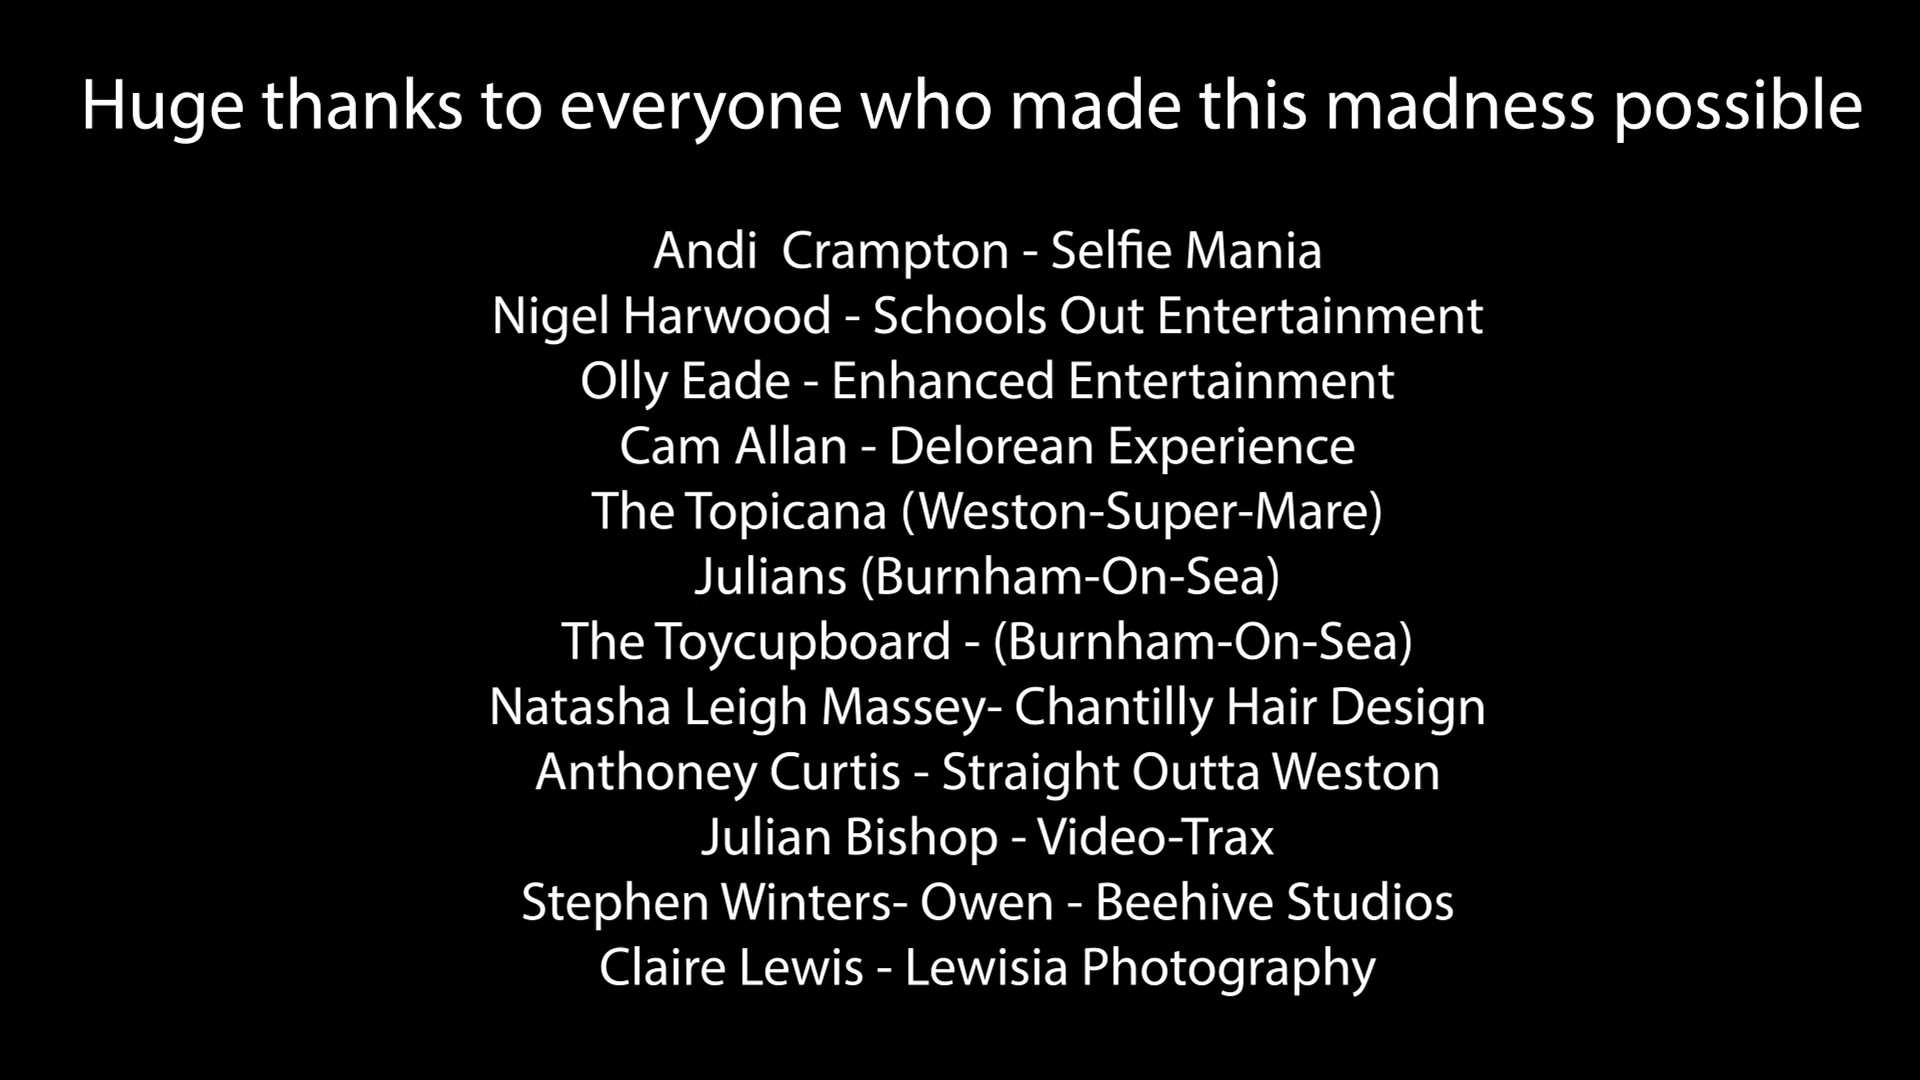 Huge thanks to everyone who made this madness possible
Andi  Crampton - Selfie Mania
Nigel Harwood - Schools Out Entertainment
Olly Eade - Enhanced Entertainment
Cam Allan - Delorean Experience
The Topicana (Weston-Super-Mare)
Julians (Burnham-On-Sea)
The Toycupboard - (Burnham-On-Sea)
Natasha Leigh Massey- Chantilly Hair Design
Anthoney Curtis - Straight Outta Weston
Julian Bishop - Video-Trax
Stephen Winters- Owen - Beehive Studios
Claire Lewis - Lewisia Photography